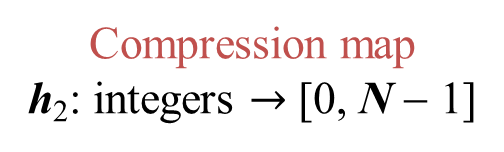 Compression map
h₂: integers → [0, N – 1]